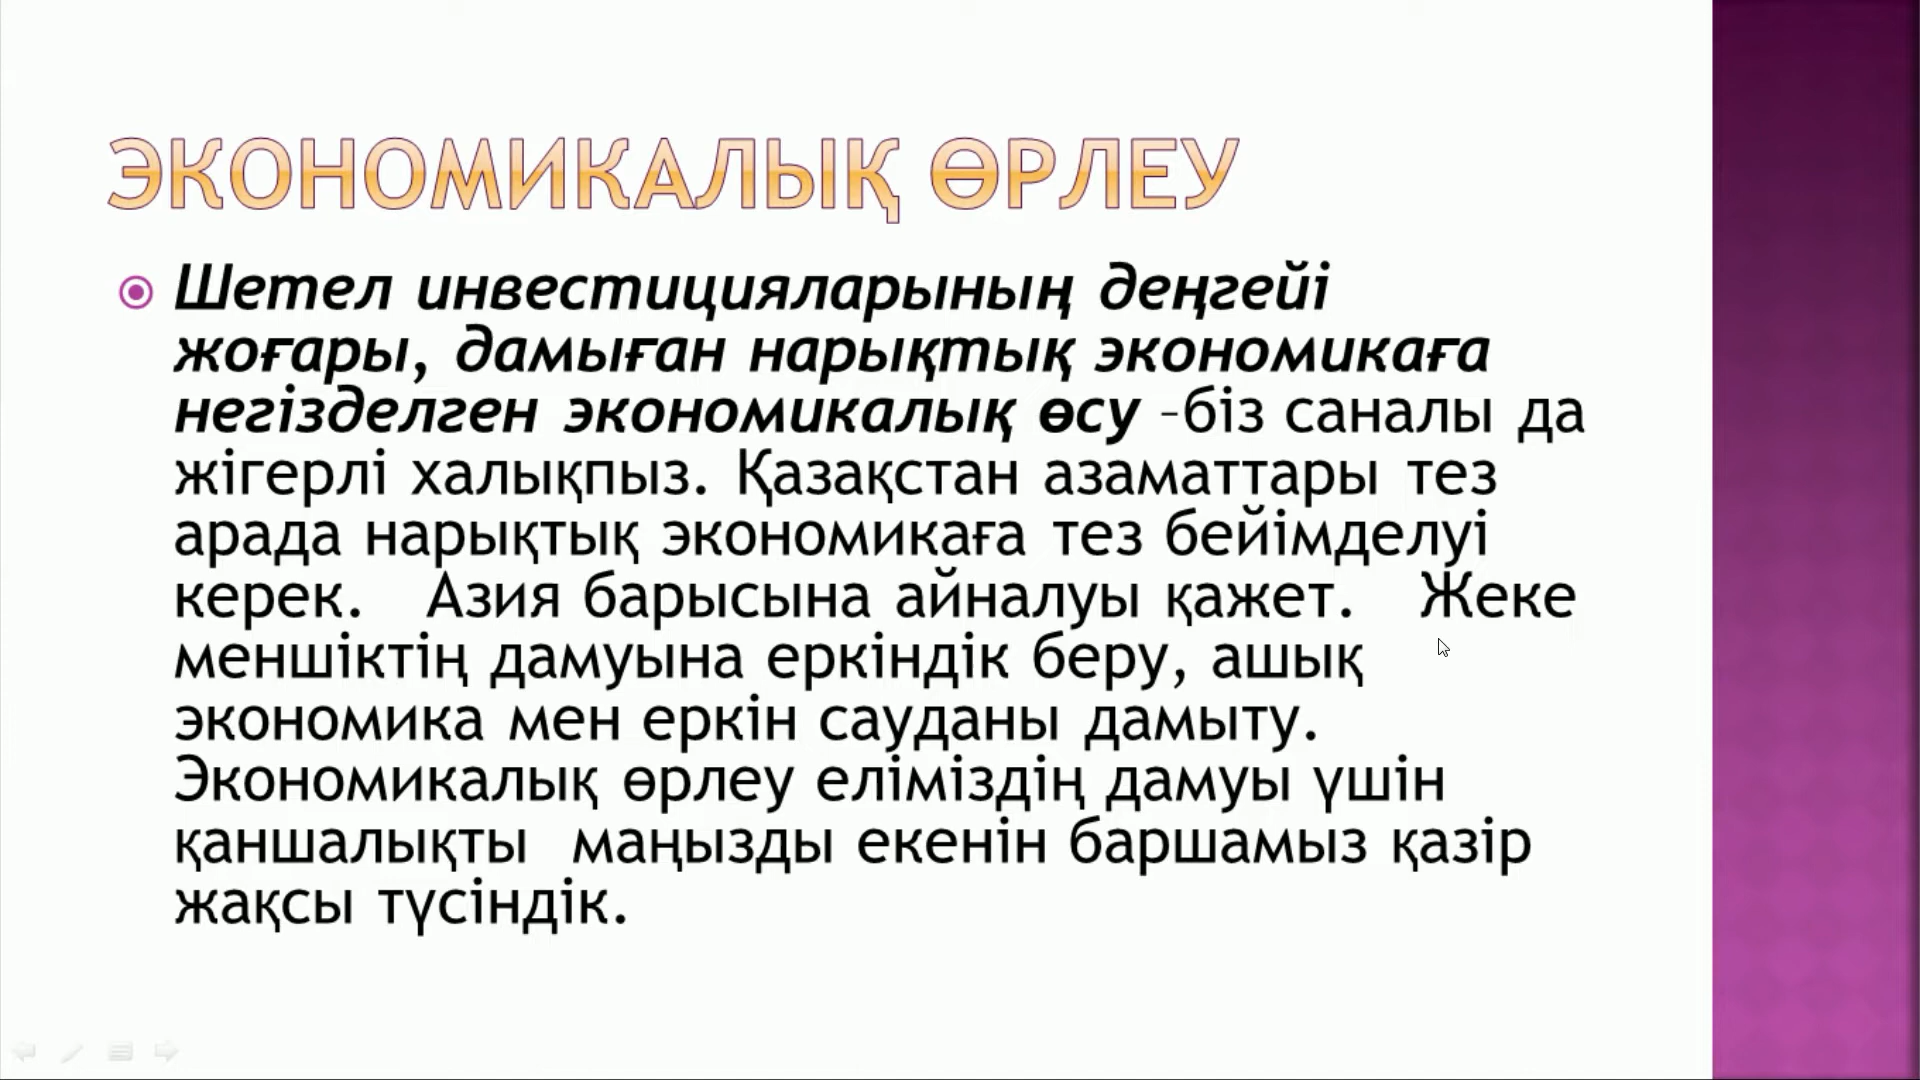 ЭКОНОМИКАЛЫҚ ӨРЛЕУ
Шетел инвестицияларының деңгейі
жоғары, дамыған нарықтық экономикаға
негізделген экономикалық өсу –біз саналы да
жігерлі халықпыз. Қазақстан азаматтары тез
арада нарықтық экономикаға тез бейімделуі
керек.   Азия барысына айналуы қажет.   Жеке
меншіктің дамуына еркіндік беру, ашық
экономика мен еркін сауданы дамыту.
Экономикалық өрлеу еліміздің дамуы үшін
қаншалықты  маңызды екенін баршамыз қазір
жақсы түсіндік.